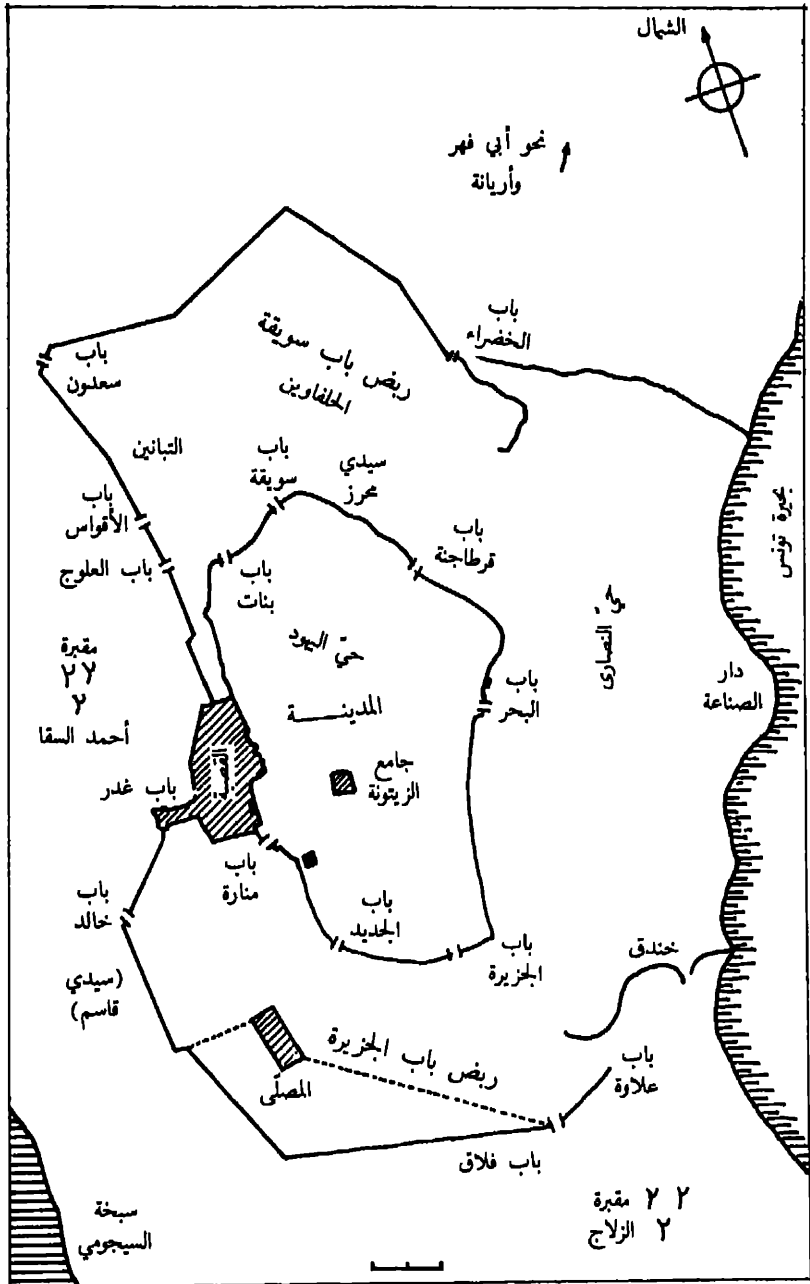 الشمال
نحو أبي فهر
وأريانة
باب
الخضراء
باب
سعدون
ربض باب سويقة
الحلفاوين
التبانين
باب
سويقة
سيدي
محرز
باب
الأقواس
باب العلوج
باب
بنات
باب
قرطاجنة
بحيرة تونس
حيّ النصارى
حيّ اليهود
مقبرة
أحمد السقا
المدينـــــة
باب
البحر
دار
الصناعة
القصبة
جامع
الزيتونة
باب غدر
باب
منارة
باب
خالد
باب
الجديد
باب
الجزيرة
خندق
(سيدي
قاسم)
ربض باب الجزيرة
المصلّى
باب
علاوة
باب فلاق
مقبرة
الزلاج
سبخة
السيجومي